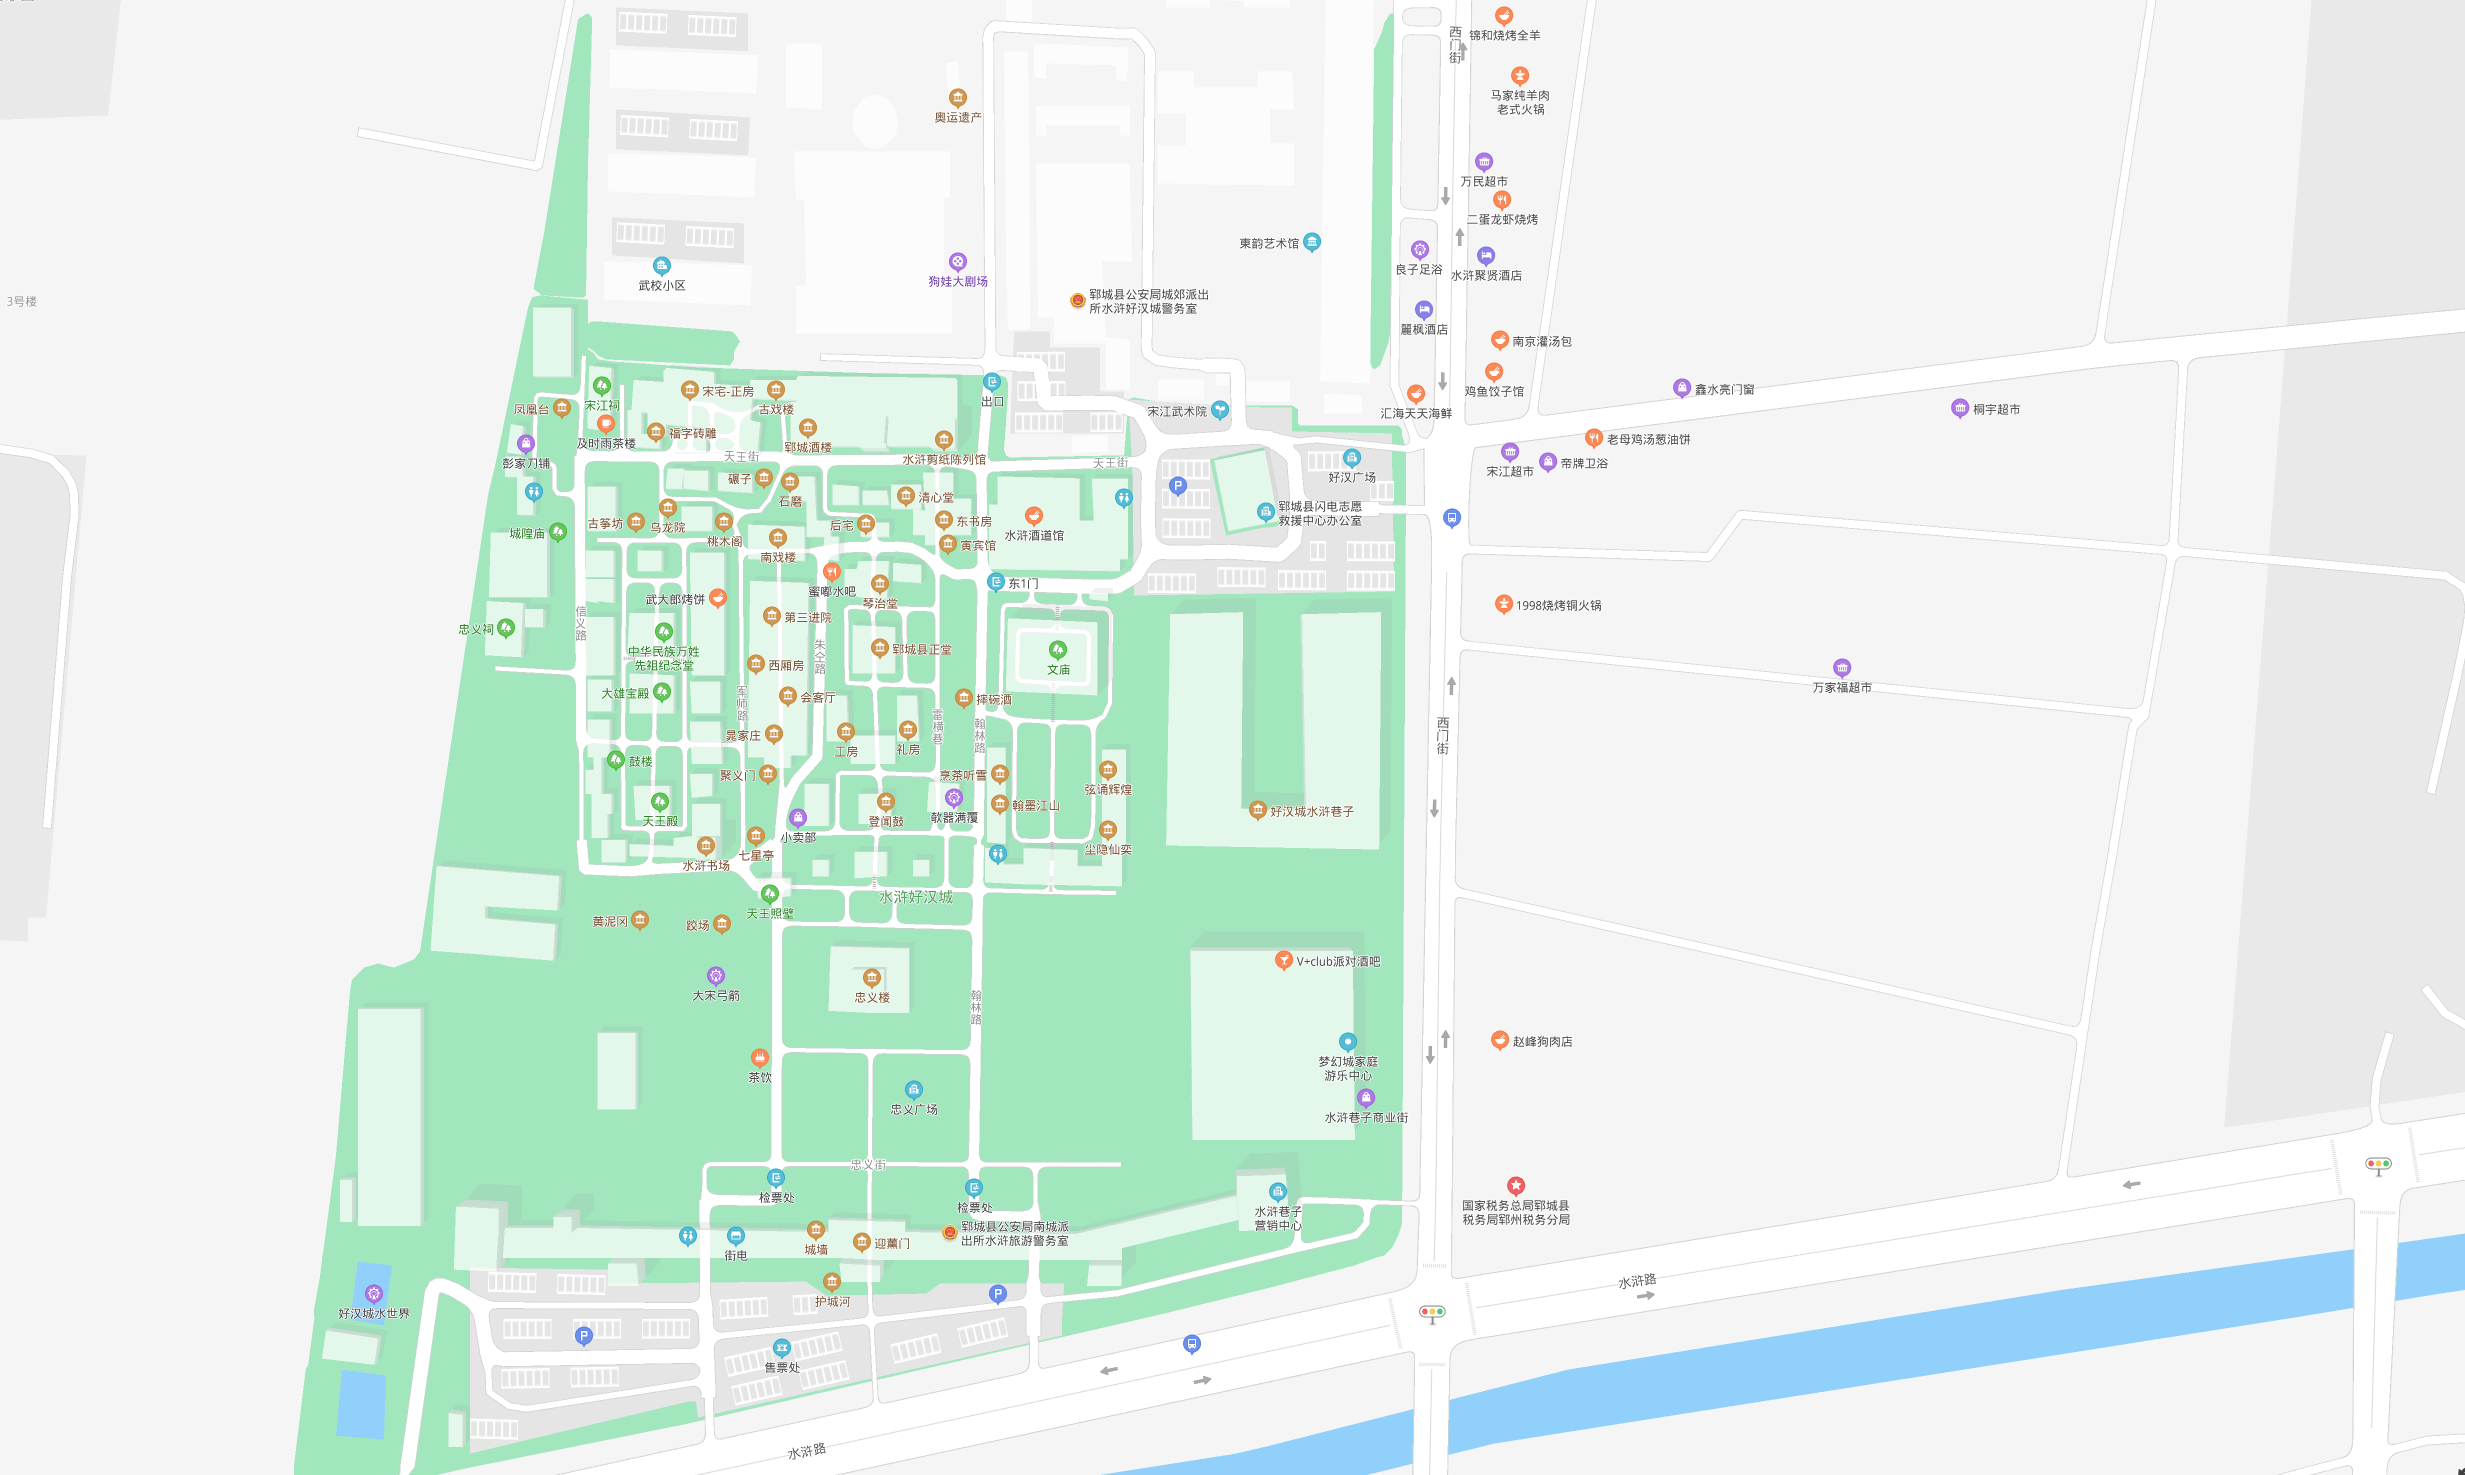 西门街
锦和烧烤全羊
马家纯羊肉
老式火锅
奥运遗产
万民超市
二蛋龙虾烧烤
東韵艺术馆
良子足浴
水浒聚贤酒店
武校小区
狗娃大剧场
郓城县公安局城郊派出
所水浒好汉城警务室
3号楼
麗枫酒店
南京灌汤包
鸡鱼饺子馆
鑫水亮门窗
桐宇超市
汇海天天海鲜
宋江武术院
出口
宋宅-正房
古戏楼
宋江祠
凤凰台
及时雨茶楼
福字砖雕
郓城酒楼
水浒剪纸陈列馆
天王街
天王街
彭家刀铺
老母鸡汤葱油饼
宋江超市
帝牌卫浴
好汉广场
碾子
石磨
清心堂
郓城县闪电志愿
救援中心办公室
古筝坊
乌龙院
桃木阁
后宅
东书房
水浒酒道馆
城隍庙
南戏楼
寅宾馆
东1门
蜜嘟水吧
琴治堂
武大郎烤饼
1998烧烤铜火锅
信义路
第三进院
忠义祠
中华民族万姓
先祖纪念堂
朱仝路
郓城县正堂
文庙
西厢房
大雄宝殿
会客厅
军师路
摔碗酒
万家福超市
雷横巷
翰林路
西门街
晁家庄
工房
礼房
鼓楼
聚义门
烹茶听雪
弦诵辉煌
天王殿
登闻鼓
欹器满覆
翰墨江山
好汉城水浒巷子
小卖部
水浒书场
七星亭
尘隐仙奕
水浒好汉城
天王照壁
黄泥冈
跤场
V+club派对酒吧
大宋弓箭
忠义楼
翰林路
赵峰狗肉店
梦幻城家庭
游乐中心
茶饮
忠义广场
水浒巷子商业街
忠义街
检票处
检票处
水浒巷子
营销中心
国家税务总局郓城县
税务局郓州税务分局
街电
城墙
迎薰门
郓城县公安局南城派
出所水浒旅游警务室
护城河
好汉城水世界
水浒路
售票处
水浒路